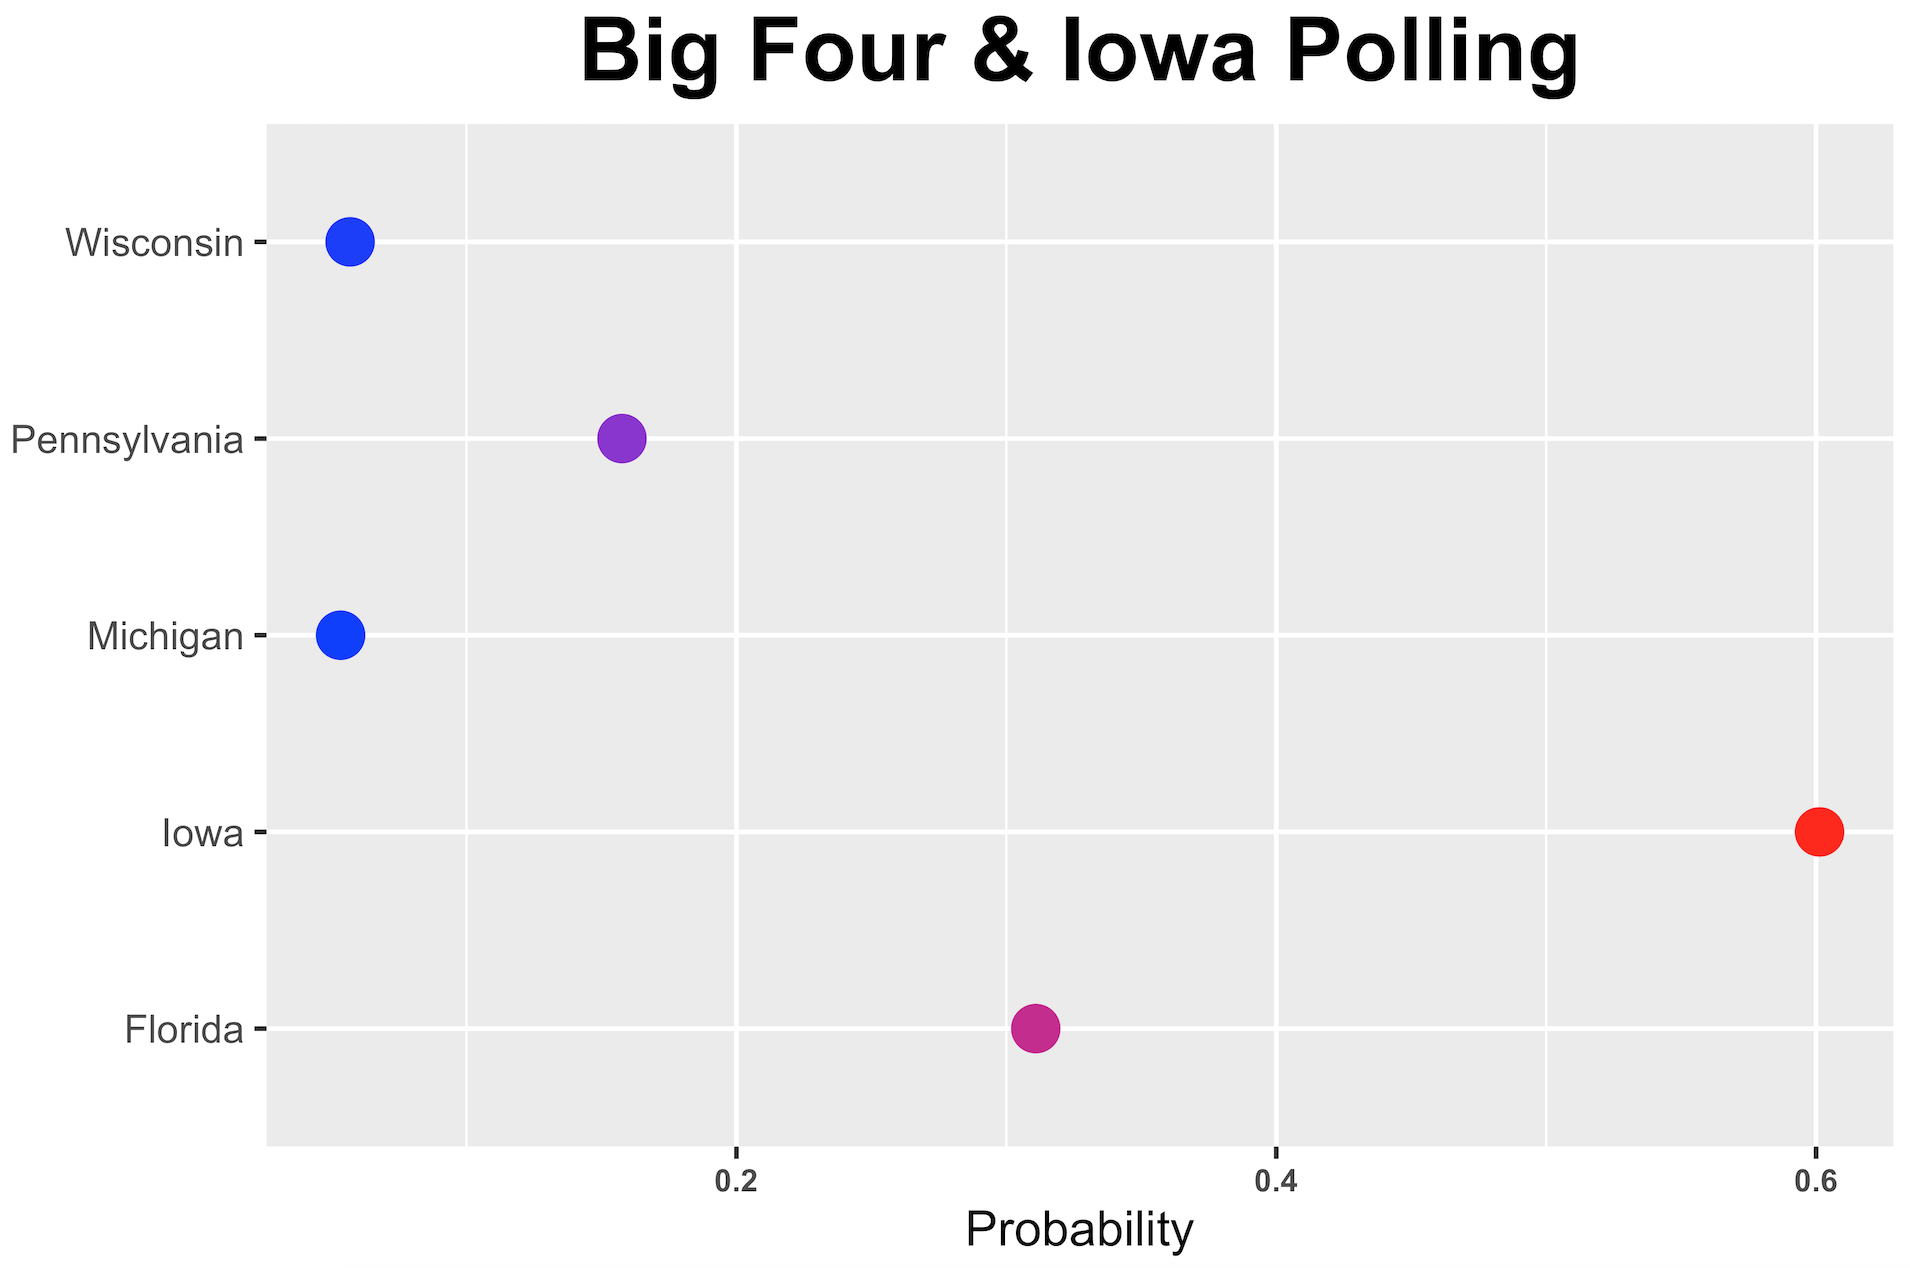 Big Four & Iowa Polling
Wisconsin
Pennsylvania
Michigan
Iowa
Florida
0.2 0.4 0.6
Probability